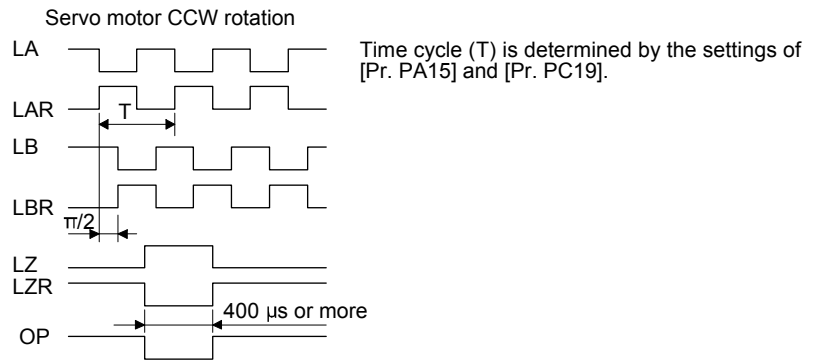 Servo motor CCW rotation
LA
Time cycle (T) is determined by the settings of
[Pr. PA15] and [Pr. PC19].
LAR
T
LB
LBR
π/2
LZ
LZR
400 μs or more
OP